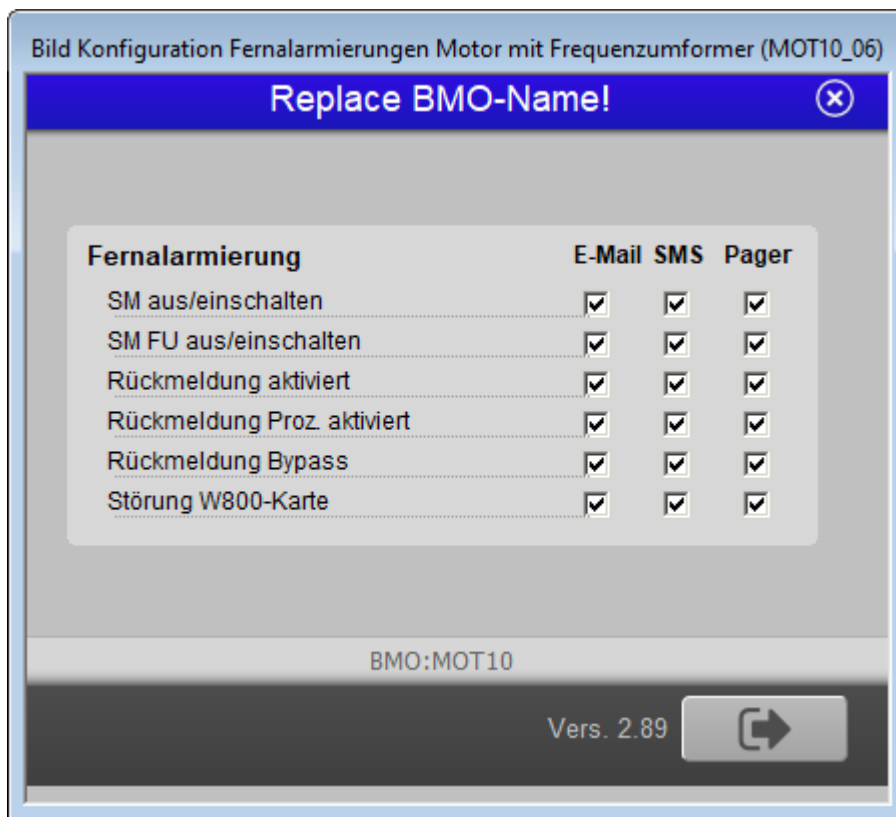 Bild Konfiguration Fernalarmierungen Motor mit Frequenzumformer (MOT10_06)
Replace BMO-Name!
Fernalarmierung E-Mail SMS Pager
SM aus/einschalten
SM FU aus/einschalten
Rückmeldung aktiviert
Rückmeldung Proz. aktiviert
Rückmeldung Bypass
Störung W800-Karte
BMO:MOT10
Vers. 2.89